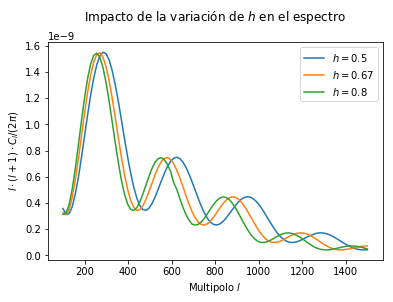 Impacto de la variación de h en el espectro
1e−9
1.6
1.4
1.2
1.0
0.8
0.6
0.4
0.2
0.0
l · (l + 1) · Cₗ/(2π)
h = 0.5
h = 0.67
h = 0.8
200 400 600 800 1000 1200 1400
Multipolo l